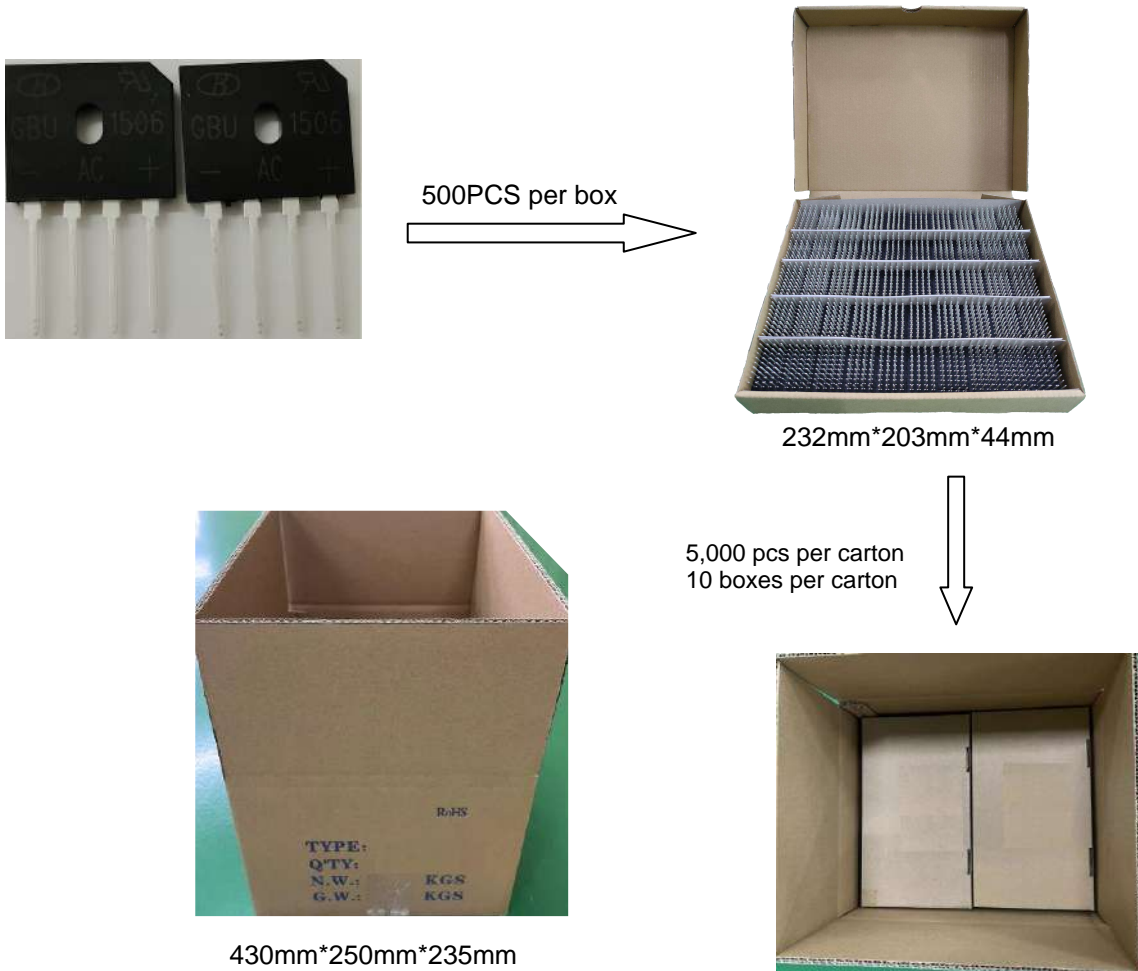 GBU 1506
- AC +
GBU 1506
- AC +
500PCS per box
232mm*203mm*44mm
5,000 pcs per carton
10 boxes per carton
RoHS
TYPE:
Q'TY:
N.W.: KGS
G.W.: KGS
430mm*250mm*235mm